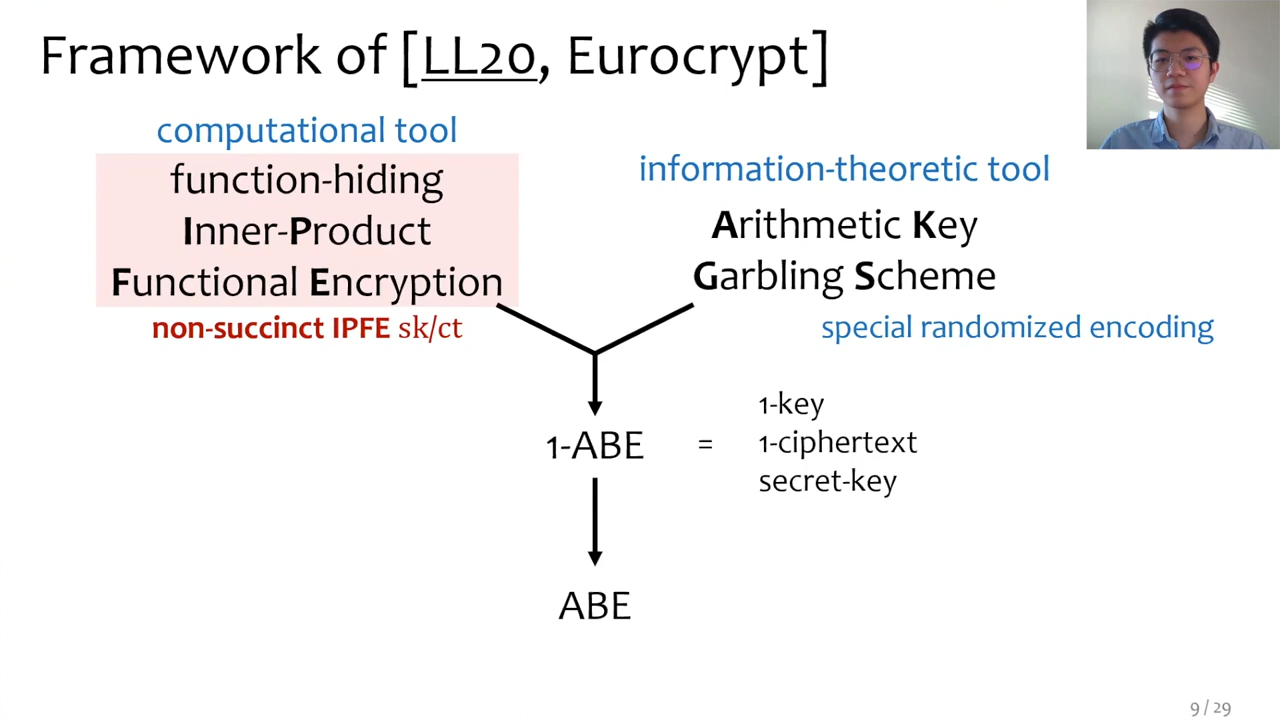 Framework of [LL20, Eurocrypt]
computational tool
function-hiding
Inner-Product
Functional Encryption
non-succinct IPFE sk/ct
information-theoretic tool
Arithmetic Key
Garbling Scheme
special randomized encoding
1-ABE = 1-key
1-ciphertext
secret-key
ABE
9 / 29